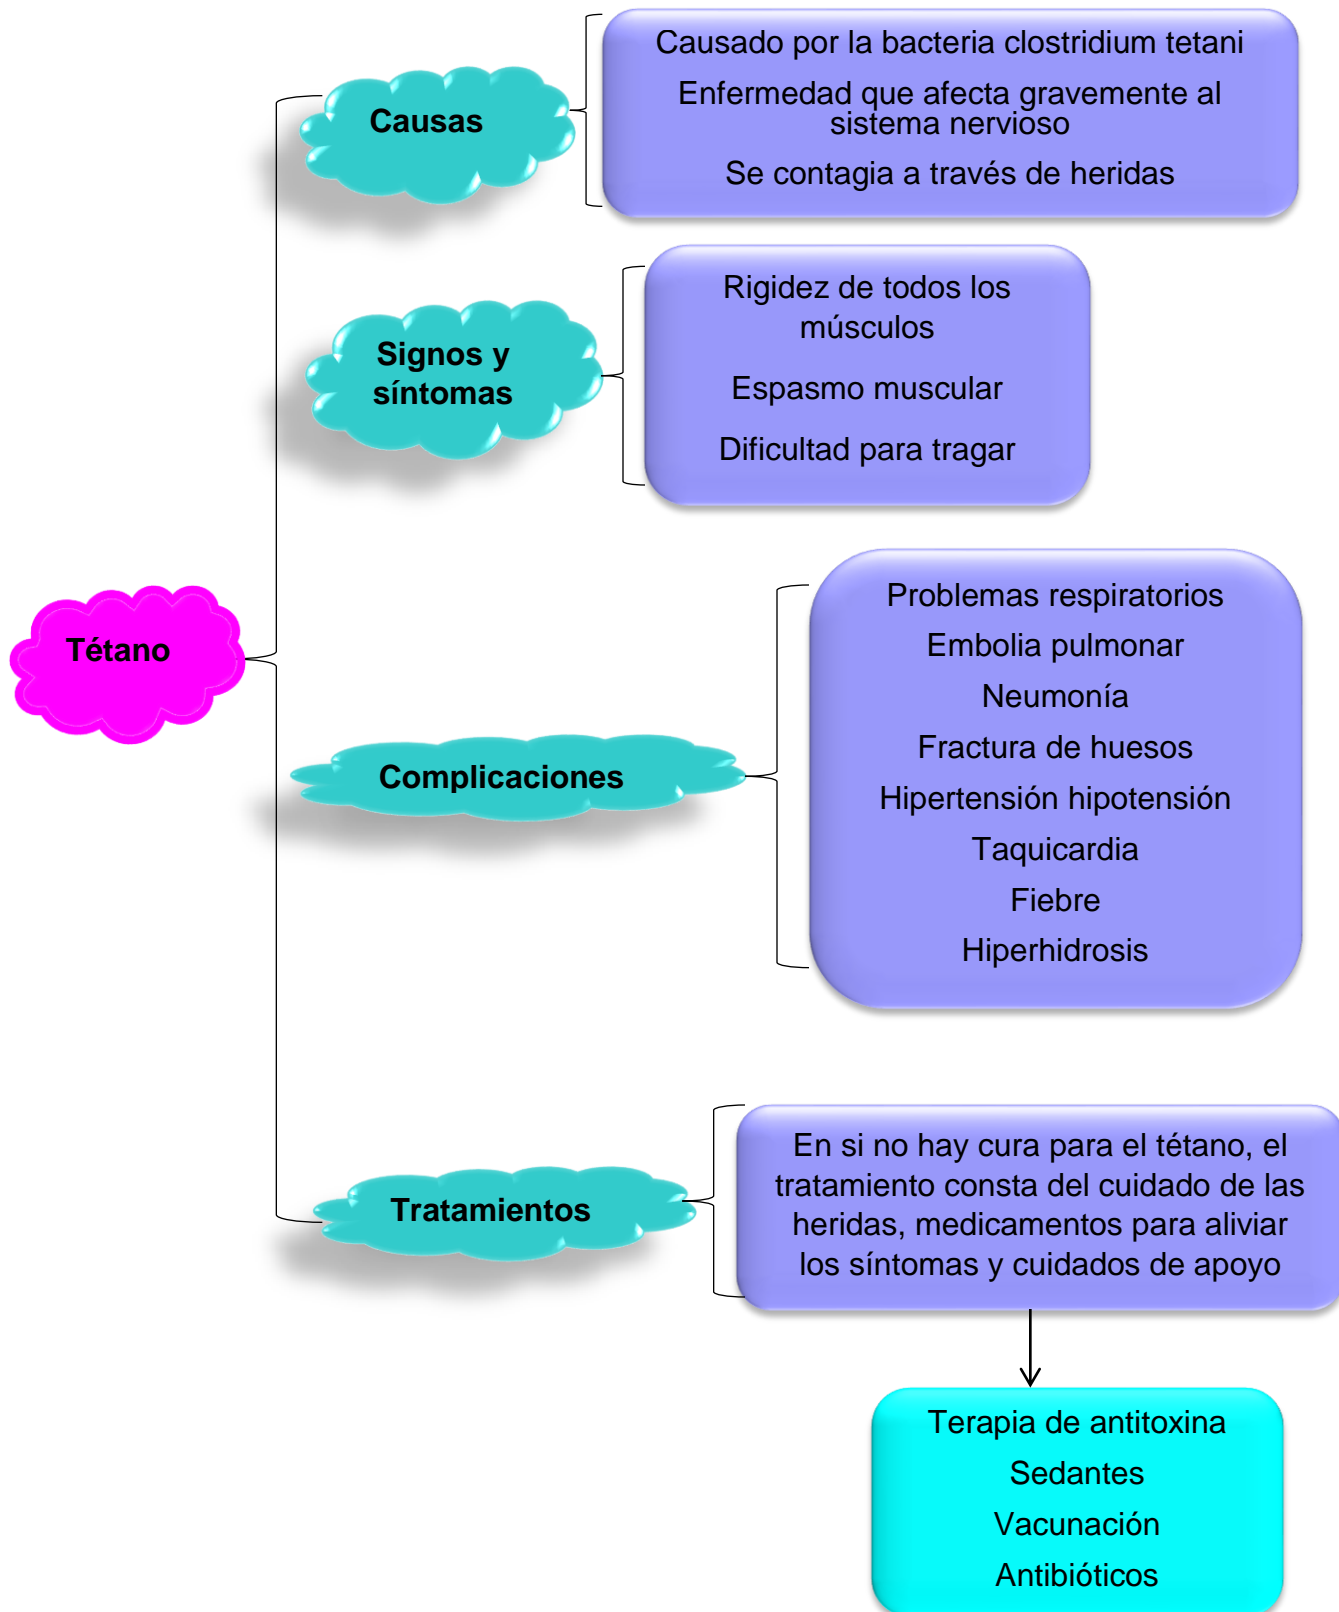 Tétano
Causas
Causado por la bacteria clostridium tetani
Enfermedad que afecta gravemente al
sistema nervioso
Se contagia a través de heridas
Signos y
síntomas
Rigidez de todos los
músculos
Espasmo muscular
Dificultad para tragar
Complicaciones
Problemas respiratorios
Embolia pulmonar
Neumonía
Fractura de huesos
Hipertensión hipotensión
Taquicardia
Fiebre
Hiperhidrosis
Tratamientos
En si no hay cura para el tétano, el
tratamiento consta del cuidado de las
heridas, medicamentos para aliviar
los síntomas y cuidados de apoyo
Terapia de antitoxina
Sedantes
Vacunación
Antibióticos